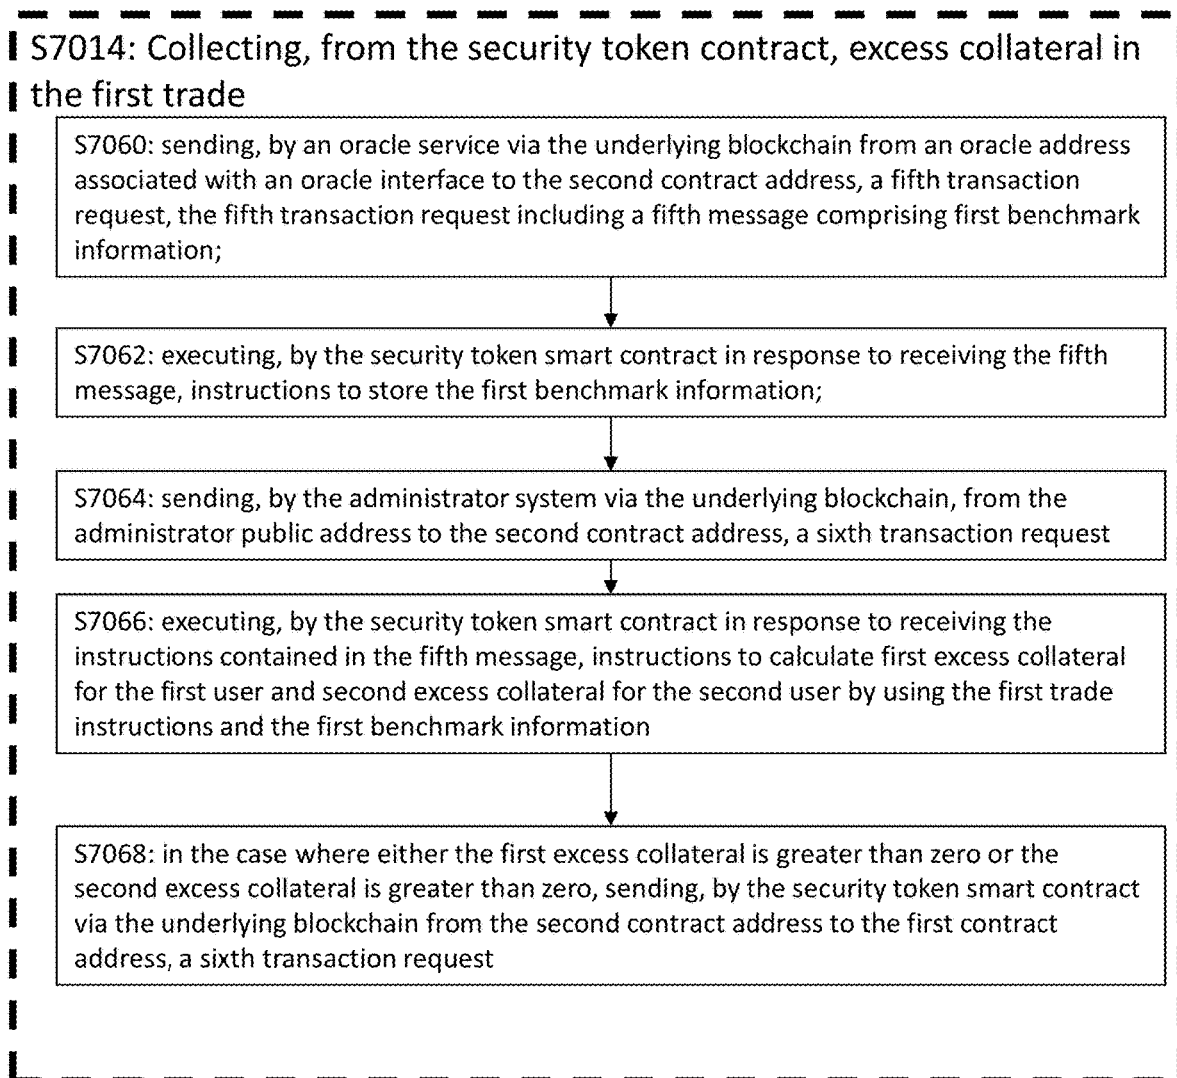 S7014: Collecting, from the security token contract, excess collateral in
the first trade
S7060: sending, by an oracle service via the underlying blockchain from an oracle address
associated with an oracle interface to the second contract address, a fifth transaction
request, the fifth transaction request including a fifth message comprising first benchmark
information;
S7062: executing, by the security token smart contract in response to receiving the fifth
message, instructions to store the first benchmark information;
S7064: sending, by the administrator system via the underlying blockchain, from the
administrator public address to the second contract address, a sixth transaction request
S7066: executing, by the security token smart contract in response to receiving the
instructions contained in the fifth message, instructions to calculate first excess collateral
for the first user and second excess collateral for the second user by using the first trade
instructions and the first benchmark information
S7068: in the case where either the first excess collateral is greater than zero or the
second excess collateral is greater than zero, sending, by the security token smart contract
via the underlying blockchain from the second contract address to the first contract
address, a sixth transaction request